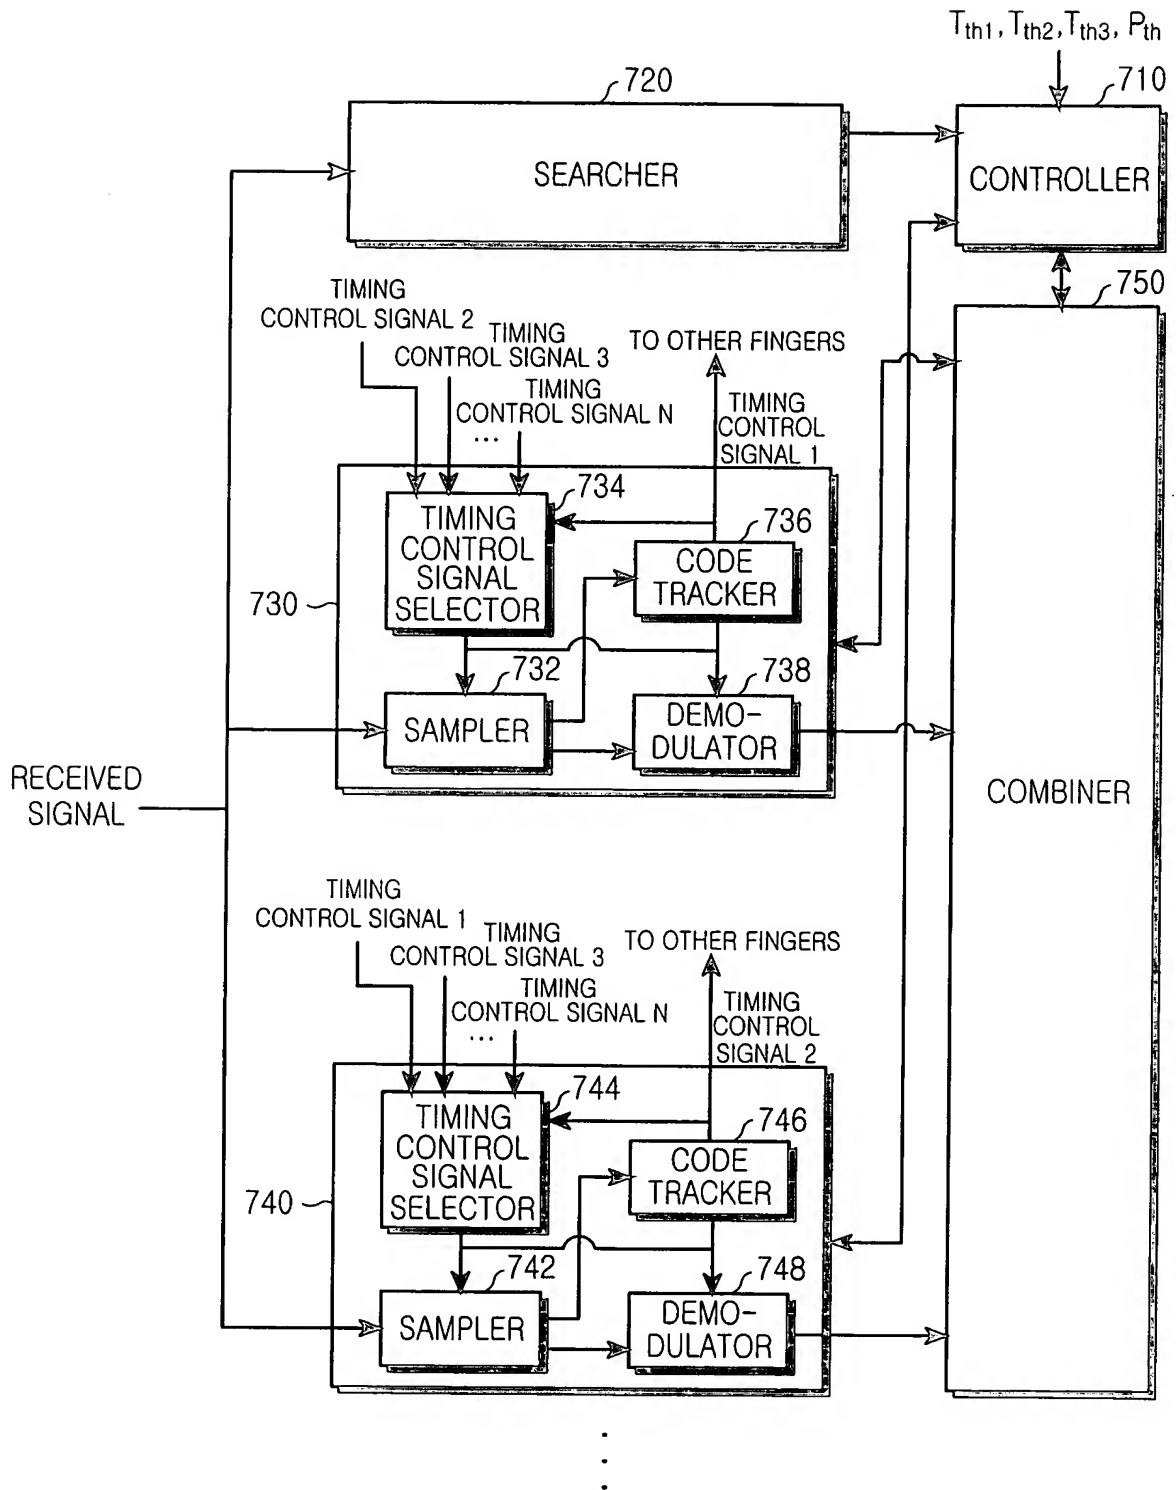 Tth1, Tth2, Tth3, Pth
720
710
SEARCHER
CONTROLLER
750
TIMING
CONTROL SIGNAL 2
TIMING
CONTROL SIGNAL 3
TIMING
CONTROL SIGNAL N
...
TO OTHER FINGERS
TIMING
CONTROL
SIGNAL 1
734
TIMING
CONTROL
SIGNAL
SELECTOR
736
CODE
TRACKER
730
732
SAMPLER
738
DEMO-
DULATOR
RECEIVED
SIGNAL
COMBINER
TIMING
CONTROL SIGNAL 1
TIMING
CONTROL SIGNAL 3
TIMING
CONTROL SIGNAL N
...
TO OTHER FINGERS
TIMING
CONTROL
SIGNAL 2
744
TIMING
CONTROL
SIGNAL
SELECTOR
746
CODE
TRACKER
740
742
SAMPLER
748
DEMO-
DULATOR